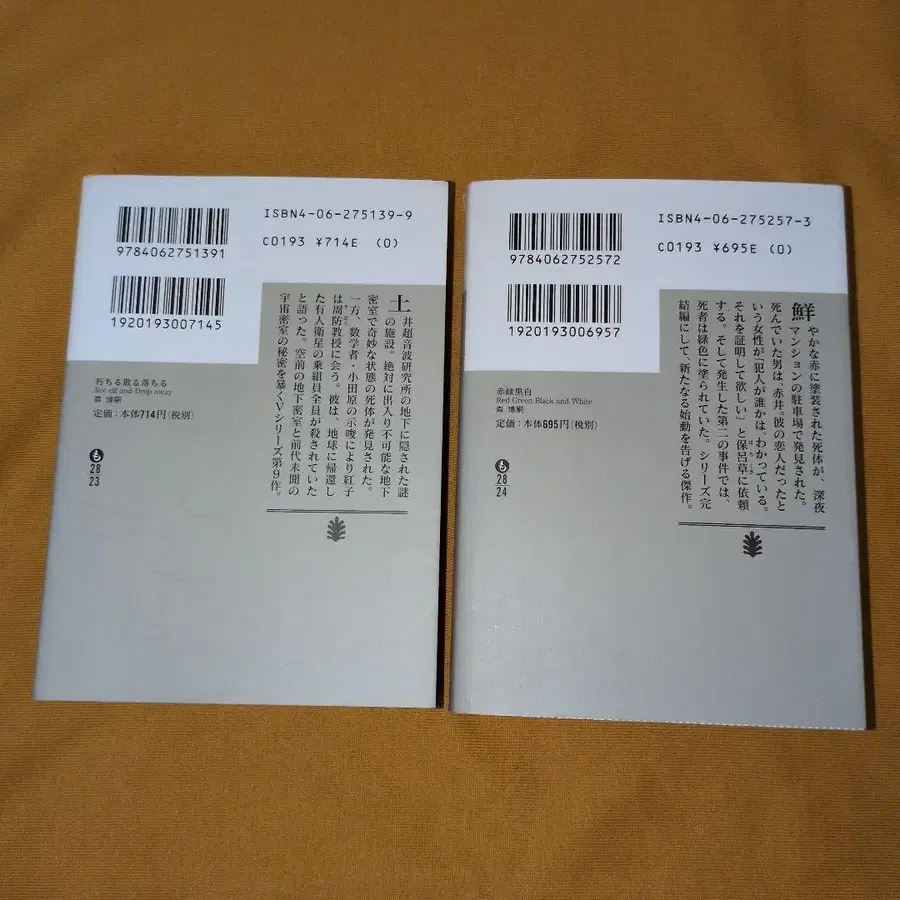 ISBN4-06-275139-9
C0193 ¥714E (0)
9784062751391
1920193007145
土井超音波研究所の地下に隠された謎
の施設。絶対に出入り不可能な地下
密室で奇妙な状態の死体が発見された。
一方、数学者・小田原の示唆により紅子
は周防教授に会う。彼は、地球に帰還し
た有人衛星の乗組員全員が殺されていた
と語った。空前の地下密室と前代未聞の
宇宙密室の秘密を暴くVシリーズ第9作。
朽ちる散る落ちる
Rot off and Drop away
森 博嗣
定価:本体714円(税別)
も
28
23
ISBN4-06-275257-3
C0193 ¥695E (0)
9784062752572
1920193006957
鮮やかな赤に塗装された死体が、深夜
マンションの駐車場で発見された。
死んでいた男は、赤井。彼の恋人だったと
いう女性が「犯人が誰かは、わかっている。
それを証明して欲しい」と保呂草に依頼
する。そして発生した第二の事件では、
死者は緑色に塗られていた。シリーズ完
結編にして、新たなる始動を告げる傑作。
赤緑黒白
Red Green Black and White
森 博嗣
定価:本体695円(税別)
も
28
24